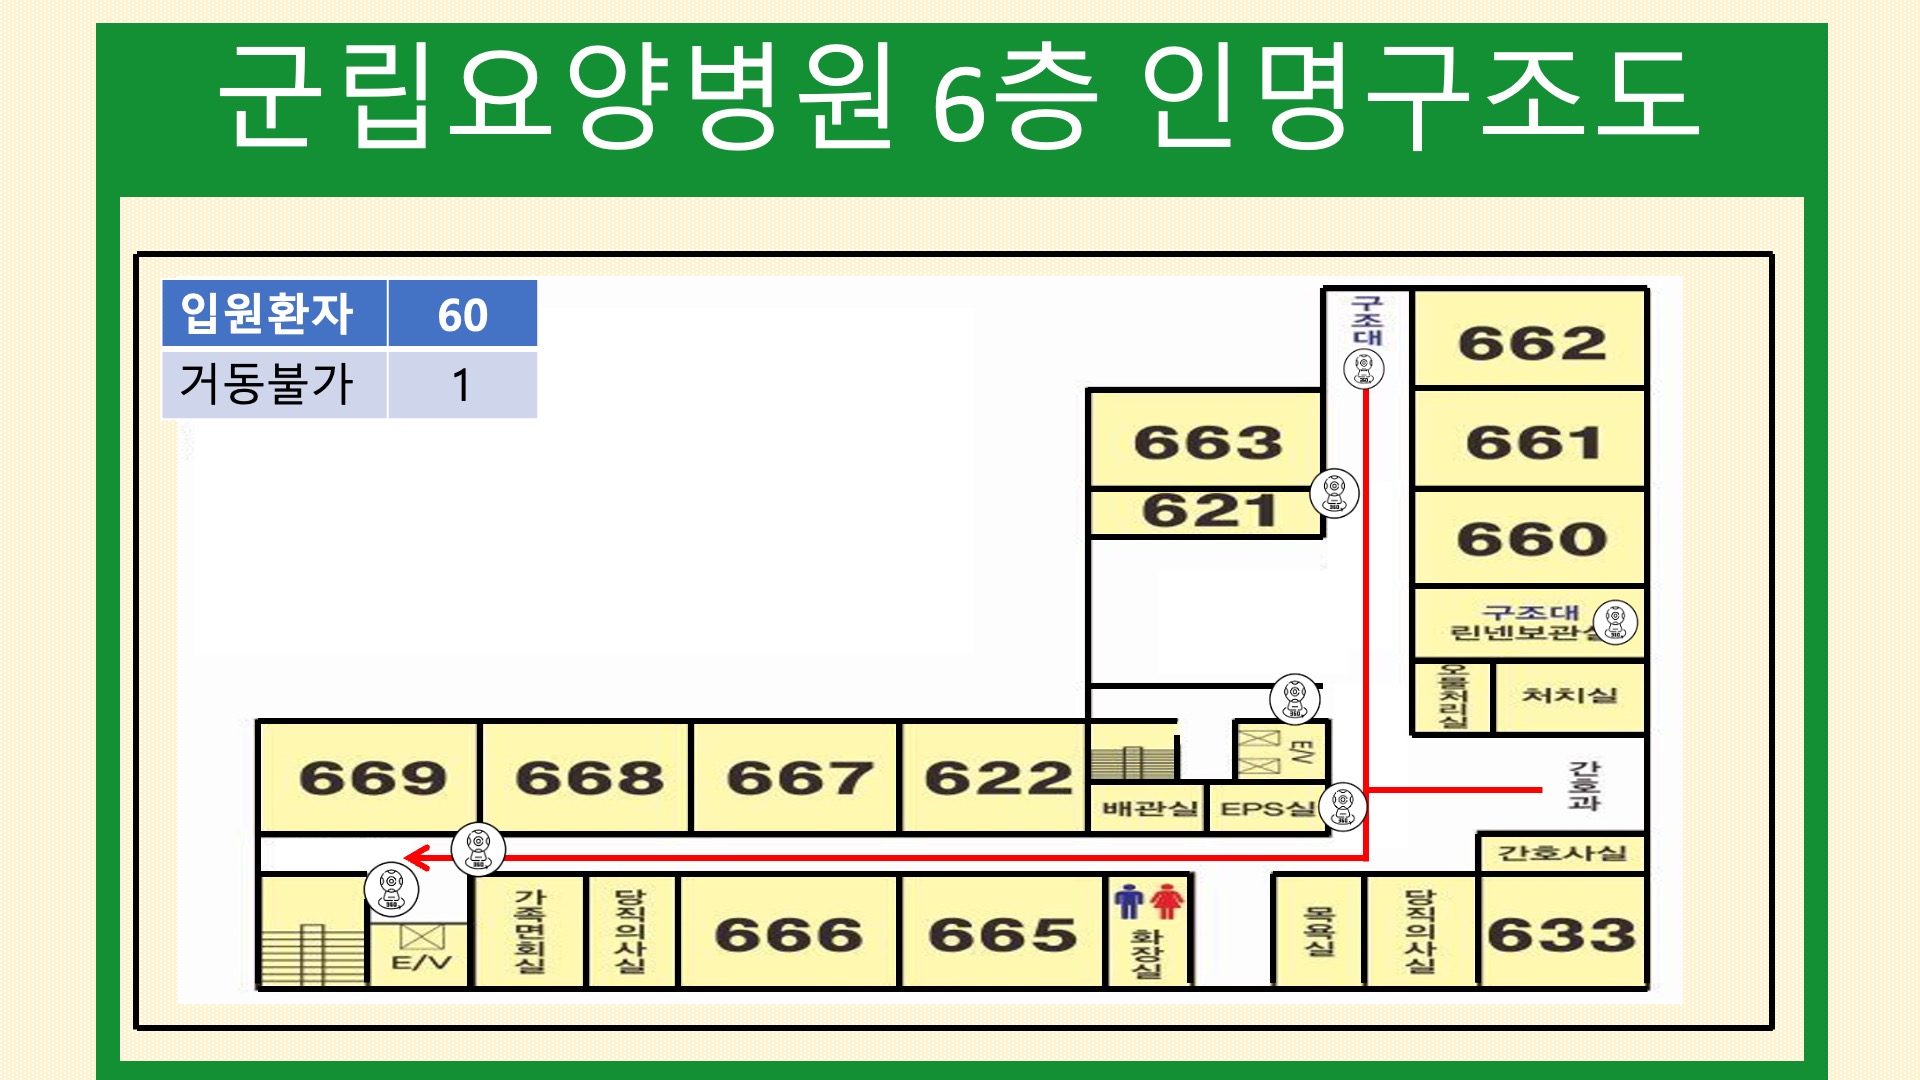 군립요양병원 6층 인명구조도
입원환자 60
거동불가 1
구조대
662
663
661
621
660
구조대
린넨보관실
오물처리실
처치실
E/V
간호과
669
668
667
622
배관실
EPS실
간호사실
E/V
가족면회실
당직의사실
666
665
화장실
목욕실
당직의사실
633